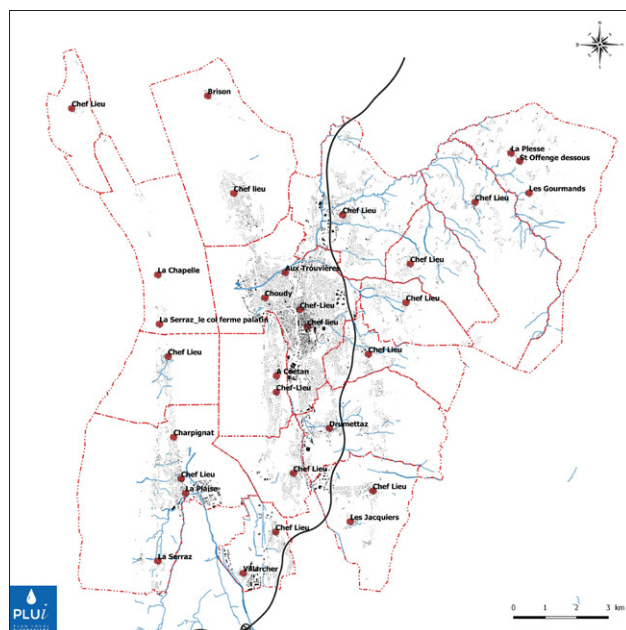 N
Brison
Chef Lieu
La Plesse
St Offenge dessous
Chef lieu
Les Gourmands
Chef Lieu
Chef Lieu
Chef Lieu
La Chapelle
Aux-Trouvières
Choudy
Chef Lieu
Chef-Lieu
La Serraz_le col ferme palatin
Chef lieu
Chef Lieu
Chef Lieu
Chef-Lieu
Drumettaz
Charpignat
Chef Lieu
Chef Lieu
La Plaise
Chef Lieu
Les Jacquiers
Chef Lieu
La Serraz
Villarcher
PLUi
0 1 2 3 km